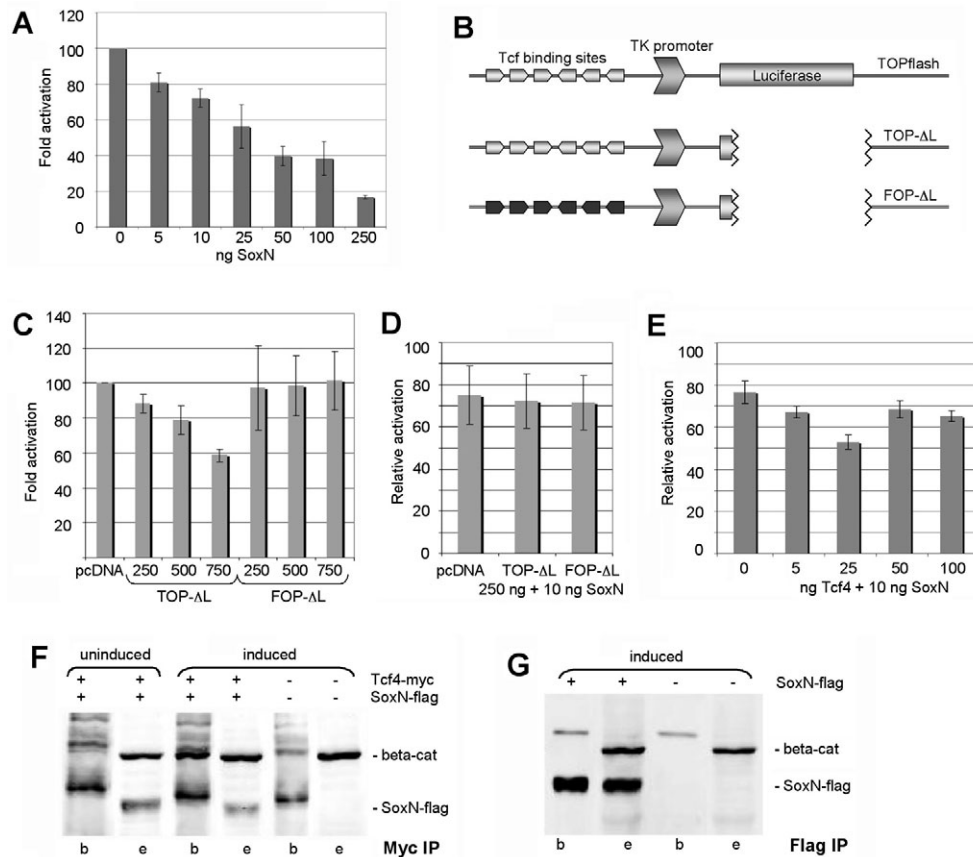 A
Fold activation
120
100
80
60
40
20
0
0 5 10 25 50 100 250
ng SoxN
B
Tcf binding sites
TK promoter
Luciferase
TOPflash
TOP-ΔL
FOP-ΔL
C
Fold activation
140
120
100
80
60
40
20
0
pcDNA 250 500 750 250 500 750
TOP-ΔL FOP-ΔL
D
Relative activation
100
80
60
40
20
0
pcDNA TOP-ΔL FOP-ΔL
250 ng + 10 ng SoxN
E
Relative activation
100
80
60
40
20
0
0 5 25 50 100
ng Tcf4 + 10 ng SoxN
F
uninduced induced
+ + + + - - Tcf4-myc
+ + + + - - SoxN-flag
- beta-cat
- SoxN-flag
b e b e b e Myc IP
G
induced
+ + - - SoxN-flag
- beta-cat
- SoxN-flag
b e b e Flag IP